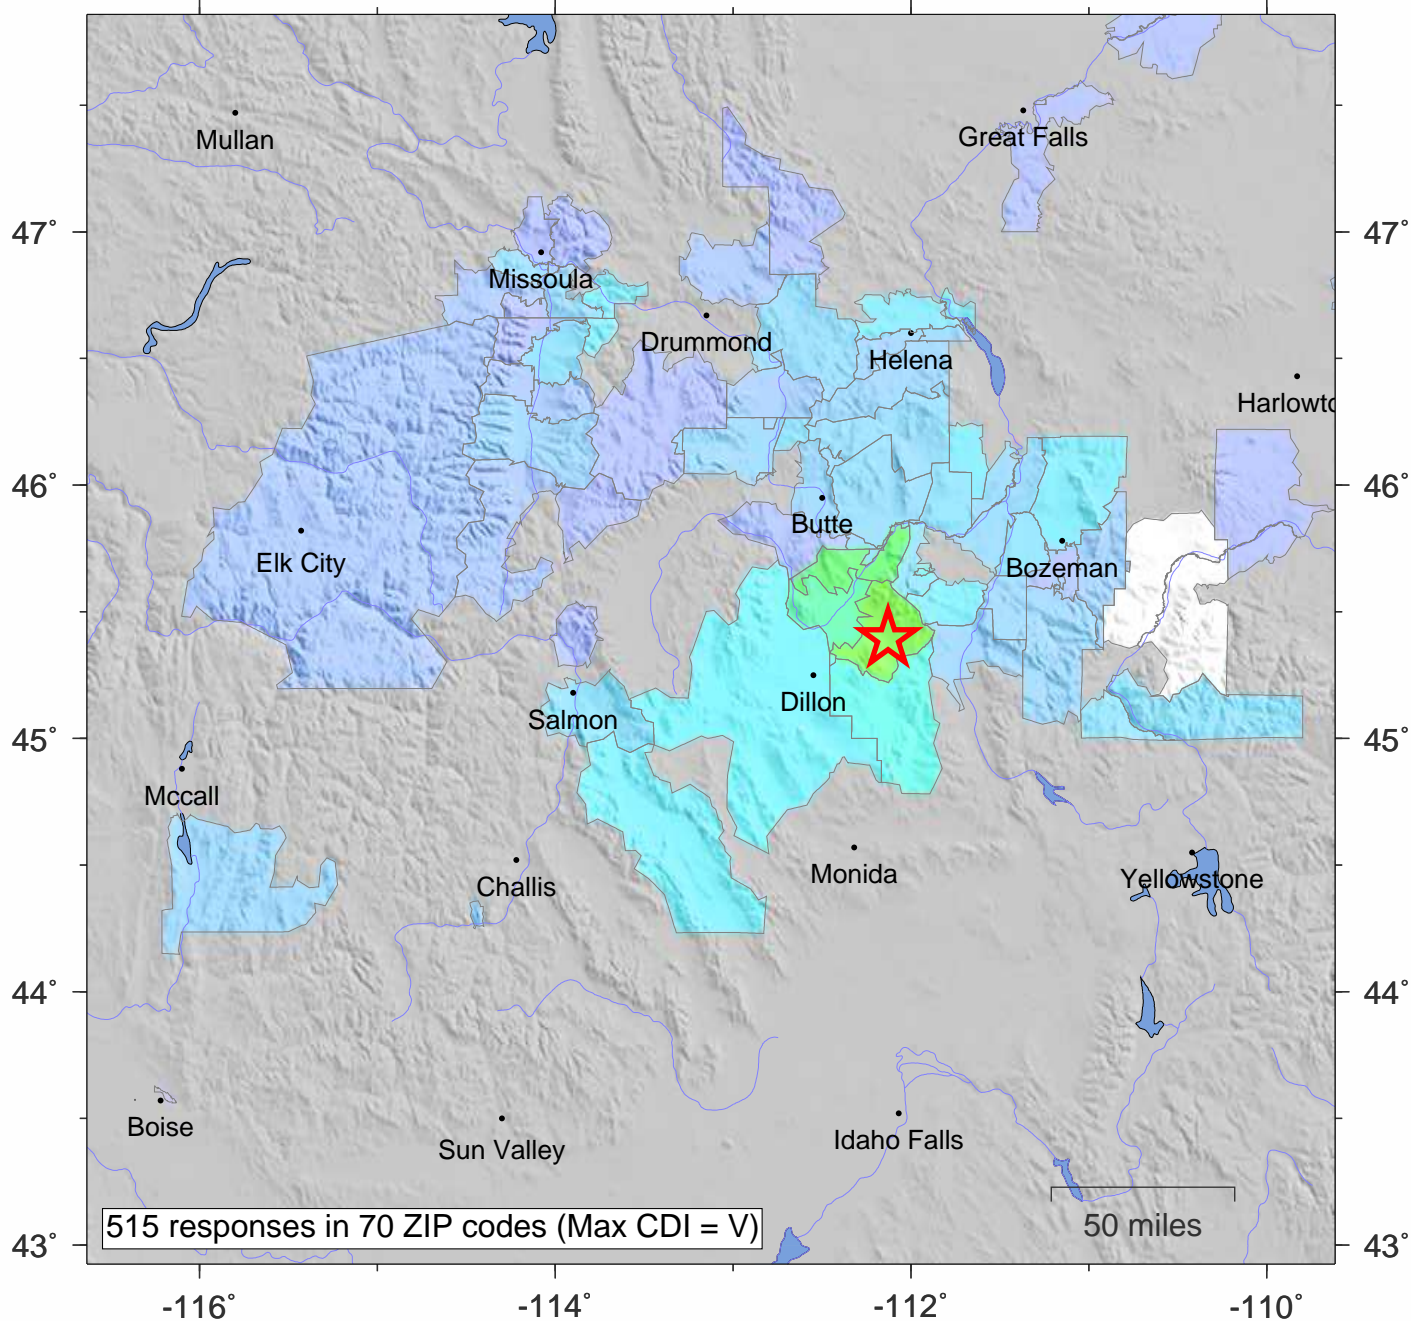 Mullan
Great Falls
47°
47°
Missoula
Drummond
Helena
Harlowto
46°
46°
Butte
Elk City
Bozeman
Dillon
Salmon
45°
45°
Mccall
Challis
Monida
Yellowstone
44°
44°
Boise
Sun Valley
Idaho Falls
515 responses in 70 ZIP codes (Max CDI = V)
50 miles
43°
43°
-116°
-114°
-112°
-110°